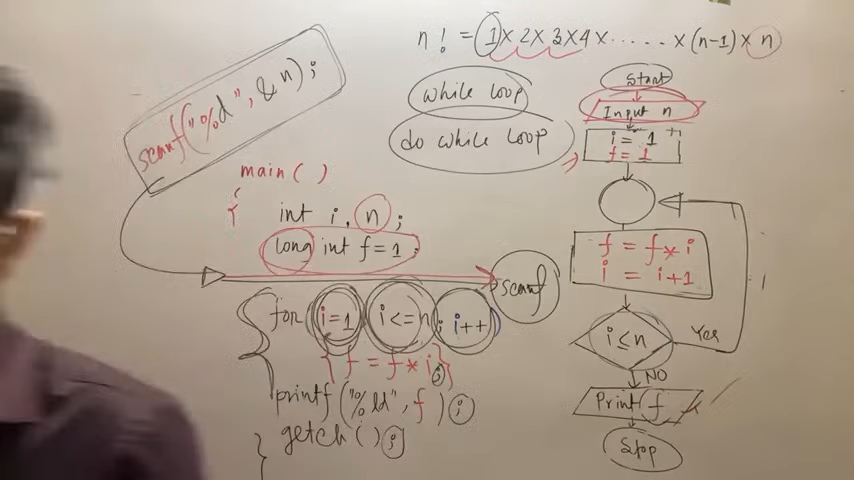 n ! = 1 × 2 × 3 × 4 × ..... × (n-1) × n
scanf("%d", & n);
while loop
do while loop
main( )
{
int i, n ;
long int f=1;
scanf
for (i=1; i<=n; i++)
{ f = f * i; }
printf ("%ld", f ) ;
getch( ) ;
}
Start
Input n
i = 1
f = 1
f = f * i
i = i+1
i ≤ n
Yes
NO
Print f
Stop